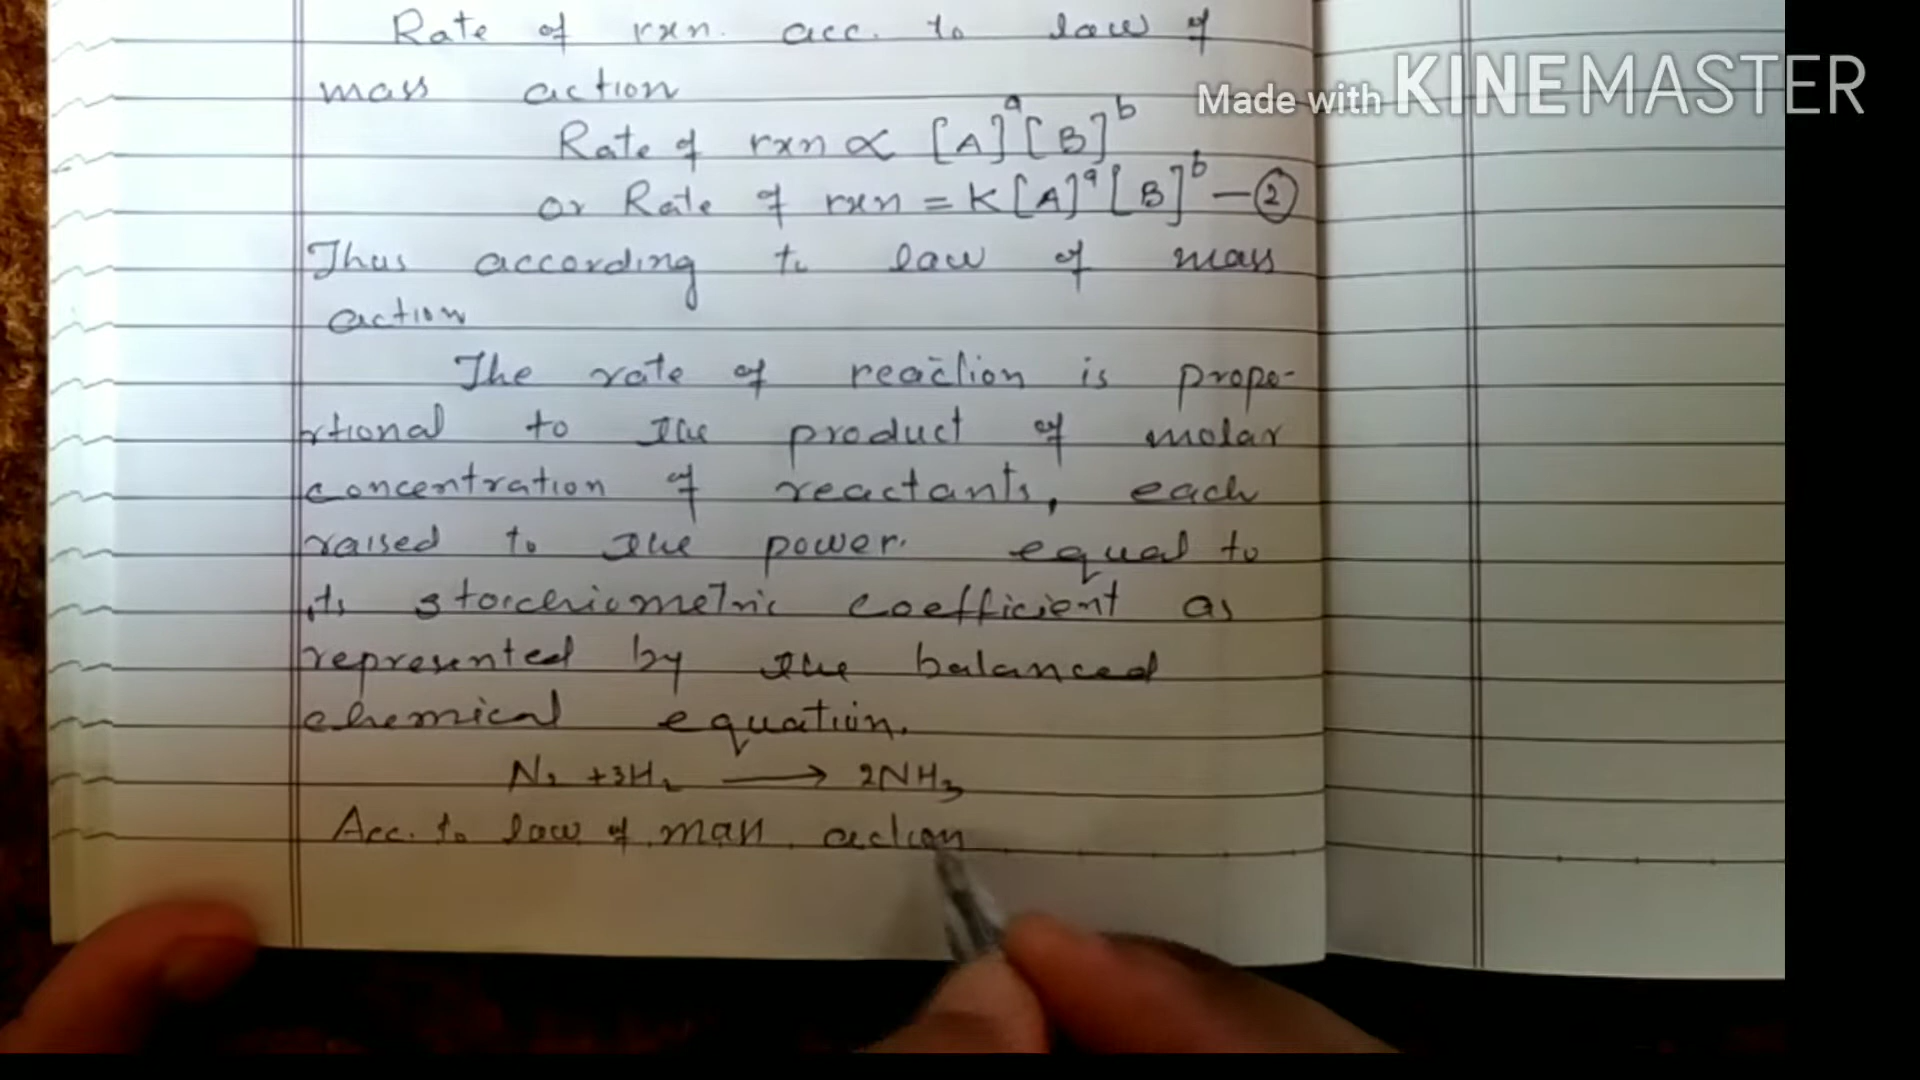 Rate of rxn. acc. to law of
mass action
Made with KINEMASTER
Rate of rxn ∝ [A]^a [B]^b
or Rate of rxn = K[A]^a [B]^b — ②
Thus according to law of mass
action
The rate of reaction is propo-
rtional to the product of molar
concentration of reactants, each
raised to the power. equal to
its stoichiometric coefficient as
represented by the balanced
chemical equation.
N₂ + 3H₂ ⟶ 2NH₃
Acc. to law of mass action